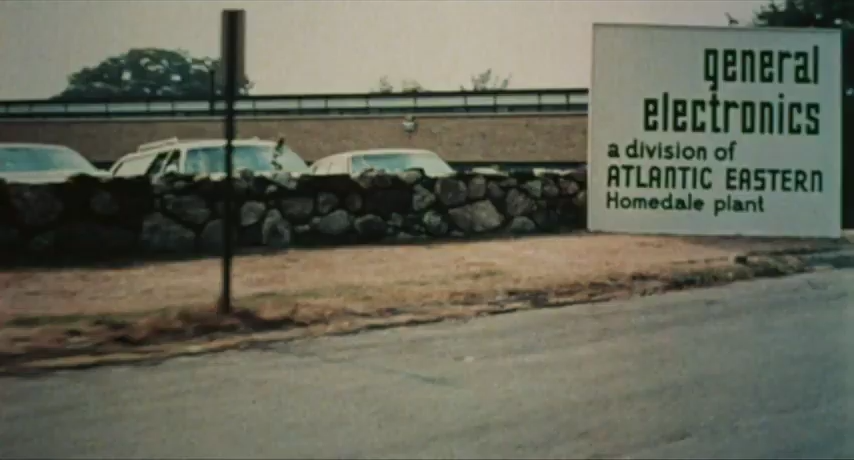 general
electronics
a division of
ATLANTIC EASTERN
Homedale plant